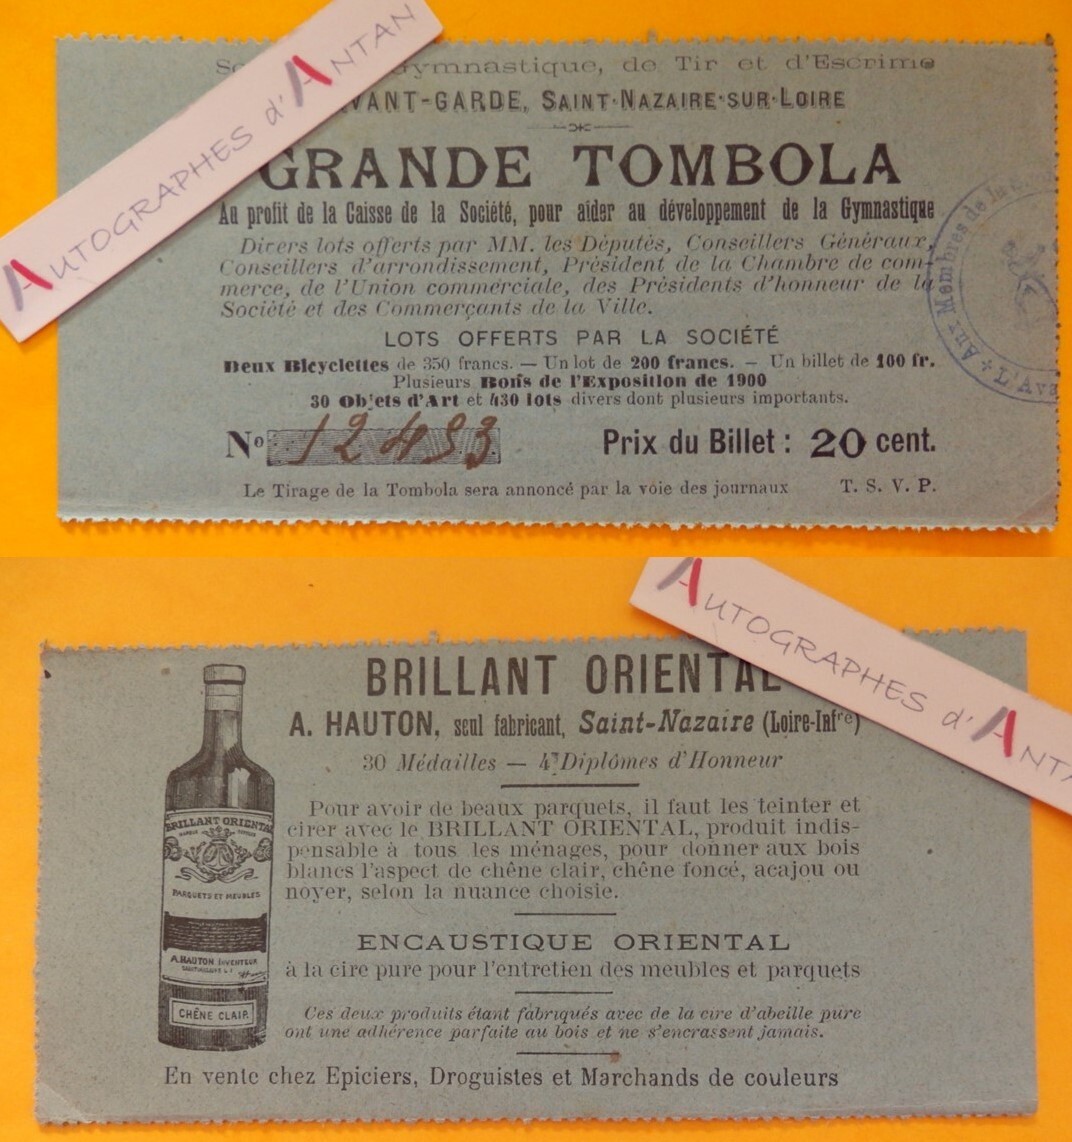 AUTOGRAPHES d'ANTAN
Gymnastique, de Tir et d'Escrime
AVANT-GARDE, SAINT-NAZAIRE-SUR-LOIRE
GRANDE TOMBOLA
Au profit de la Caisse de la Société, pour aider au développement de la Gymnastique
Divers lots offerts par MM. les Députés, Conseillers Généraux,
Conseillers d'arrondissement, Président de la Chambre de com-
merce, de l'Union commerciale, des Présidents d'honneur de la
Société et des Commerçants de la Ville.
LOTS OFFERTS PAR LA SOCIÉTÉ
Deux Bicyclettes de 350 francs. — Un lot de 200 francs. — Un billet de 100 fr.
Plusieurs Bons de l'Exposition de 1900
30 Objets d'Art et 430 lots divers dont plusieurs importants.
No 12493
Prix du Billet : 20 cent.
Le Tirage de la Tombola sera annoncé par la voie des journaux T. S. V. P.
Aux Membres de
AUTOGRAPHES d'ANTA
BRILLANT ORIENTAL
A. HAUTON, seul fabricant, Saint-Nazaire (Loire-Infre)
30 Médailles — 4 Diplômes d'Honneur
Pour avoir de beaux parquets, il faut les teinter et
cirer avec le BRILLANT ORIENTAL, produit indis-
pensable à tous les ménages, pour donner aux bois
blancs l'aspect de chêne clair, chêne foncé, acajou ou
noyer, selon la nuance choisie.
ENCAUSTIQUE ORIENTAL
à la cire pure pour l'entretien des meubles et parquets
Ces deux produits étant fabriqués avec de la cire d'abeille pure
ont une adhérence parfaite au bois et ne s'encrassent jamais.
En vente chez Epiciers, Droguistes et Marchands de couleurs
BRILLANT ORIENTAL
PARQUETS ET MEUBLES
A. HAUTON INVENTEUR
CHÊNE CLAIR